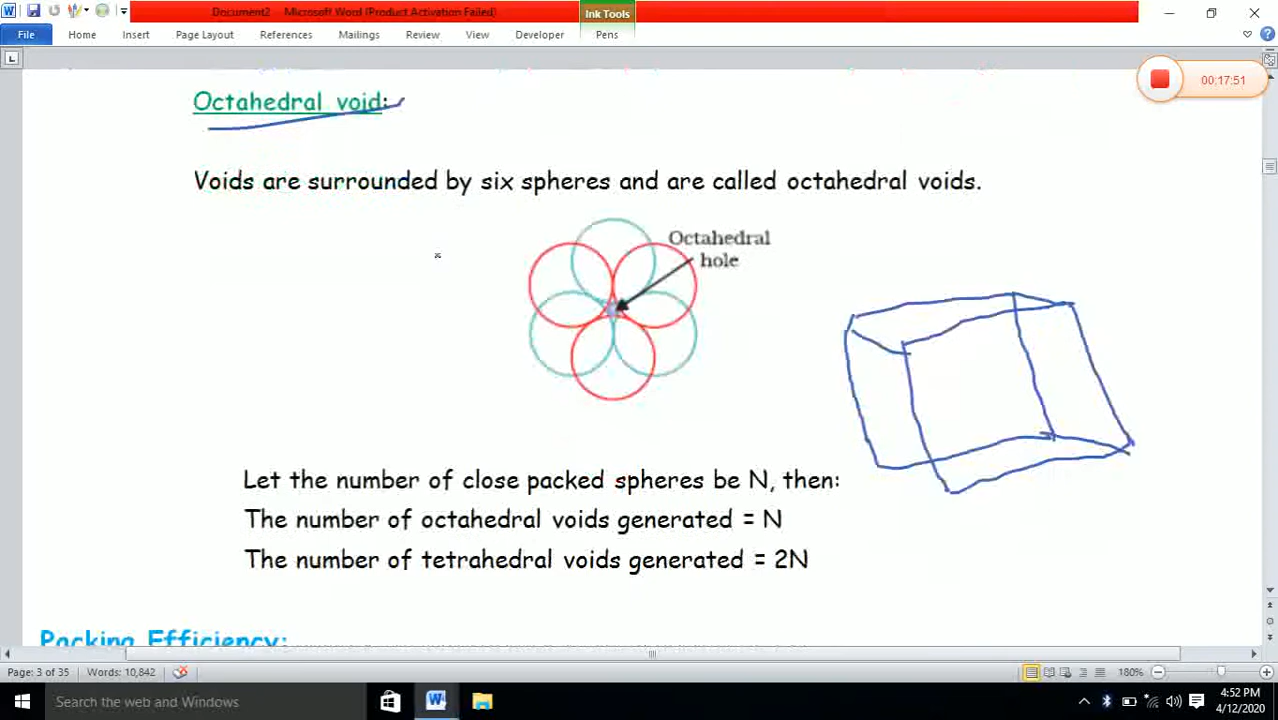 Document2 - Microsoft Word (Product Activation Failed)
Ink Tools
File Home Insert Page Layout References Mailings Review View Developer Pens
00:17:51
Octahedral void:
Voids are surrounded by six spheres and are called octahedral voids.
Octahedral
hole
Let the number of close packed spheres be N, then:
The number of octahedral voids generated = N
The number of tetrahedral voids generated = 2N
Packing Efficiency:
Page: 3 of 35 Words: 10,842 180%
Search the web and Windows
4:52 PM
4/12/2020